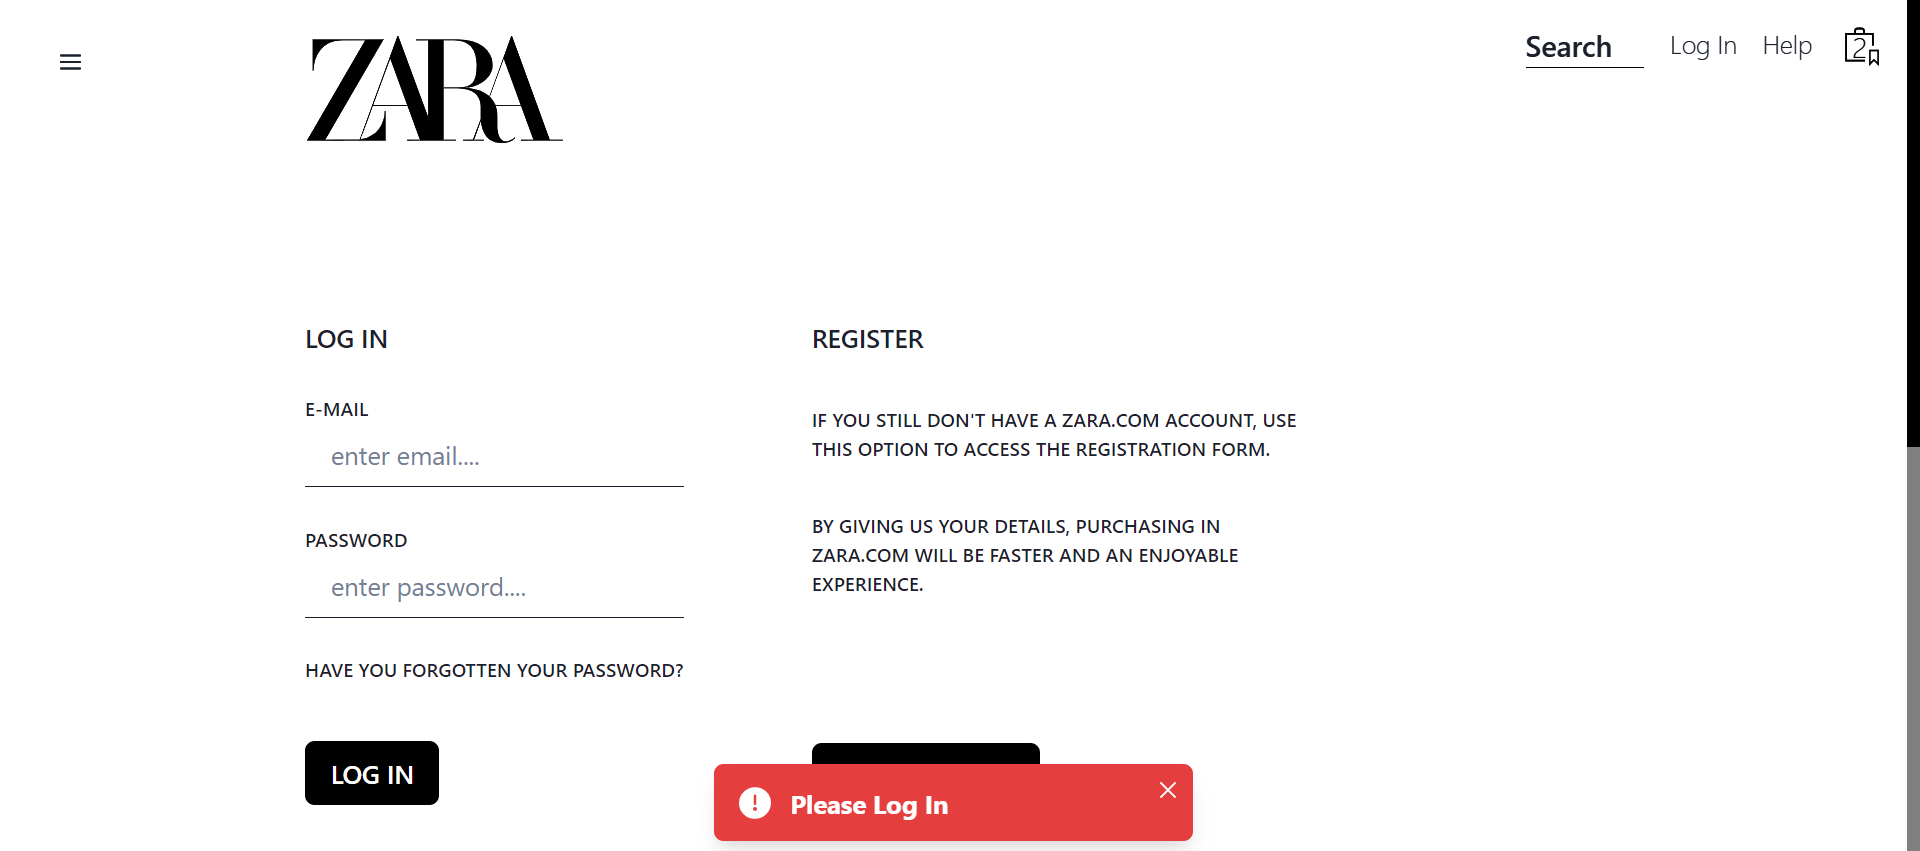 ZARA
Search
Log In
Help
2
LOG IN
E-MAIL
enter email....
PASSWORD
enter password....
HAVE YOU FORGOTTEN YOUR PASSWORD?
LOG IN
REGISTER
IF YOU STILL DON'T HAVE A ZARA.COM ACCOUNT, USE
THIS OPTION TO ACCESS THE REGISTRATION FORM.
BY GIVING US YOUR DETAILS, PURCHASING IN
ZARA.COM WILL BE FASTER AND AN ENJOYABLE
EXPERIENCE.
Please Log In